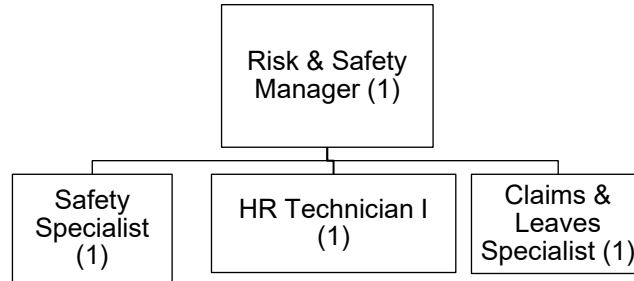 Risk & Safety
Manager (1)
Safety
Specialist
(1)
HR Technician I
(1)
Claims &
Leaves
Specialist (1)